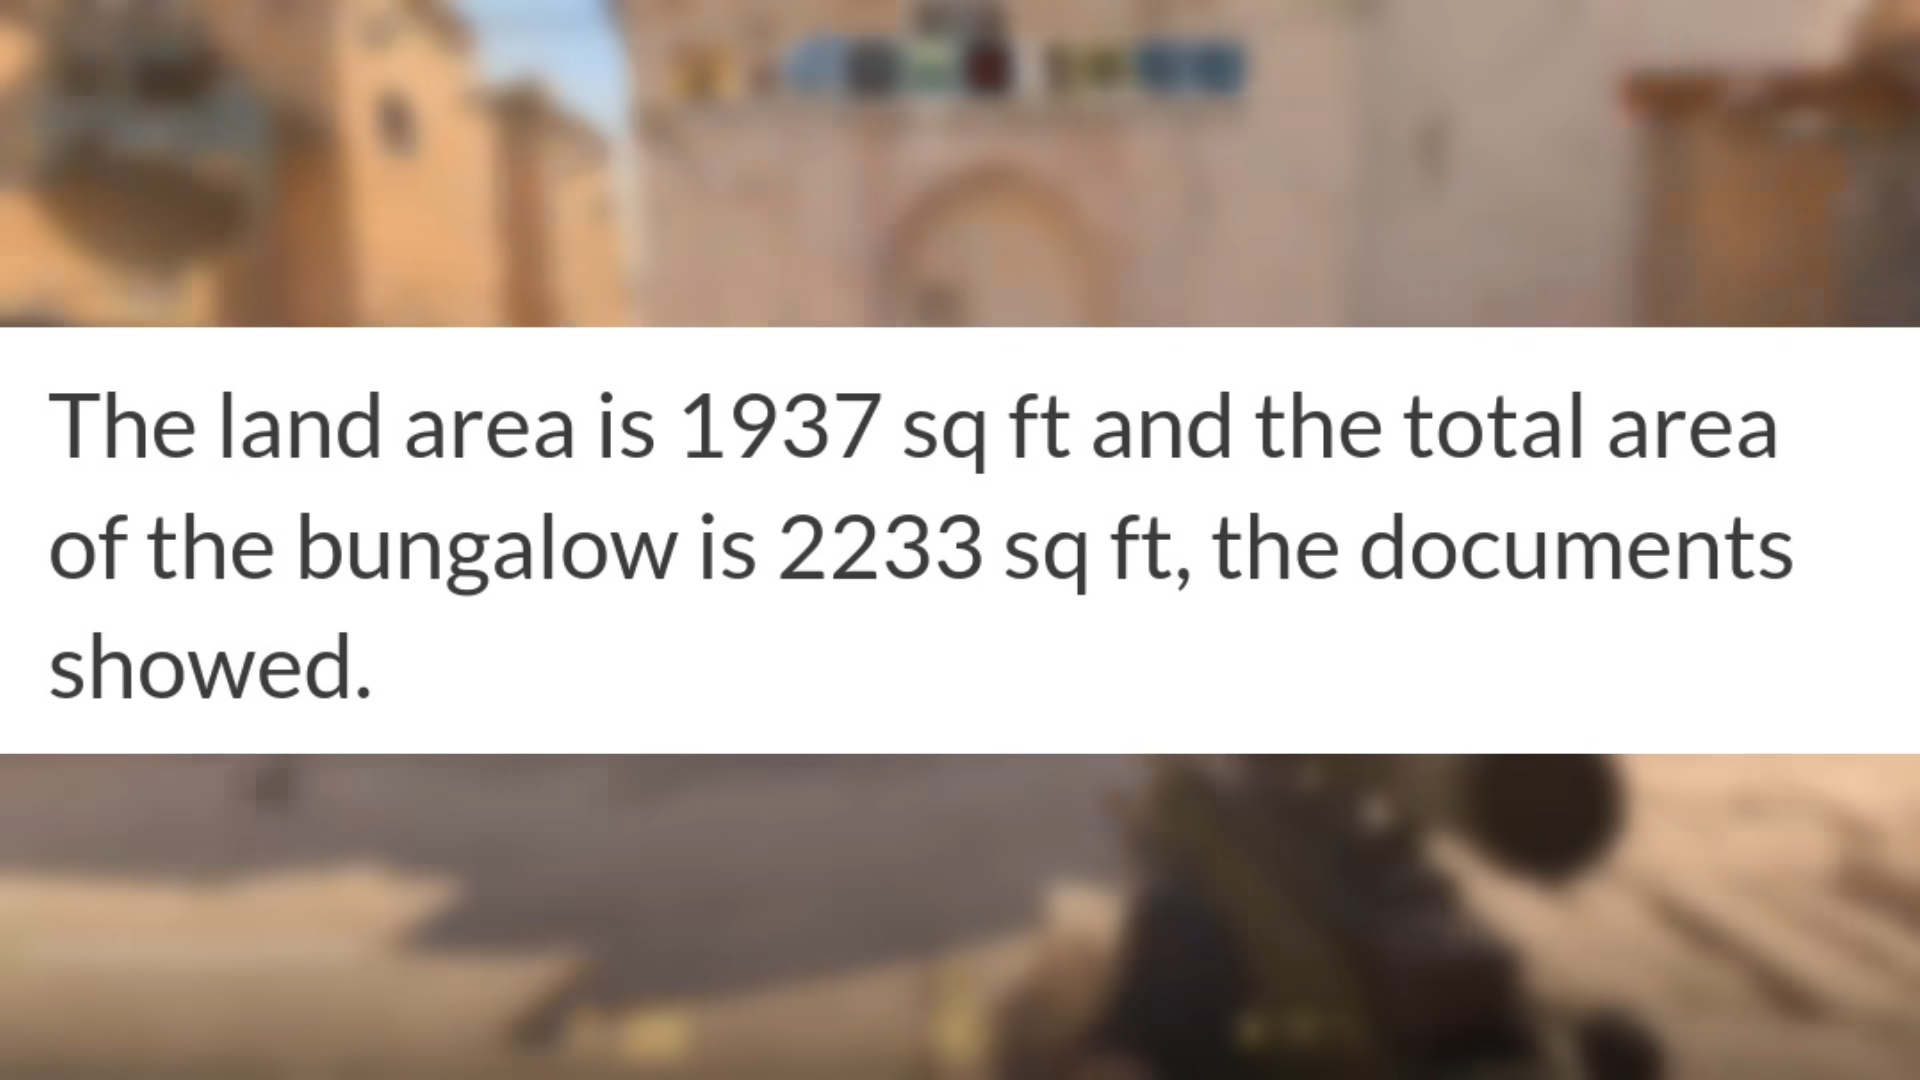 The land area is 1937 sq ft and the total area
of the bungalow is 2233 sq ft, the documents
showed.